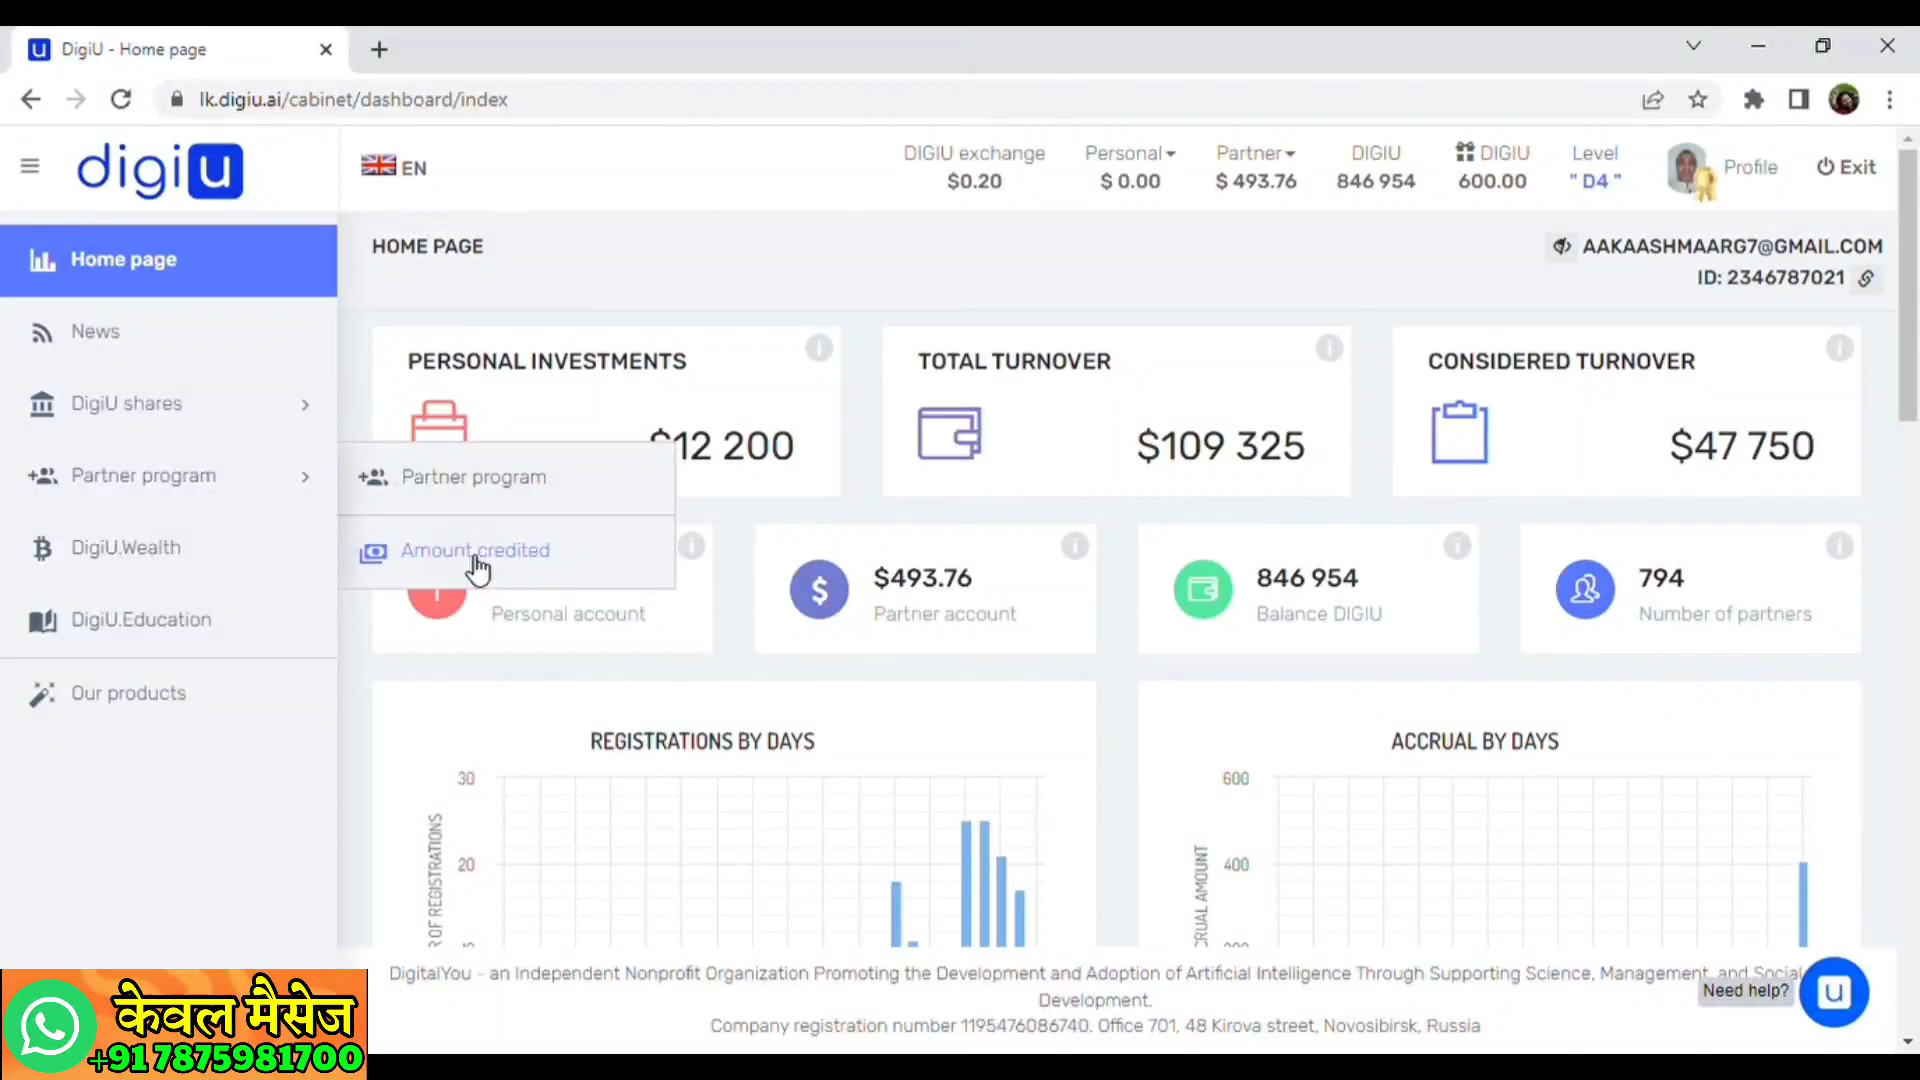 DigiU - Home page
lk.digiu.ai/cabinet/dashboard/index
digiu
EN
DIGIU exchange
$0.20
Personal
$ 0.00
Partner
$ 493.76
DIGIU
846 954
DIGIU
600.00
Level
" D4 "
Profile
Exit
Home page
News
DigiU shares
Partner program
DigiU.Wealth
DigiU.Education
Our products
Partner program
Amount credited
HOME PAGE
AAKAASHMAARG7@GMAIL.COM
ID: 2346787021
PERSONAL INVESTMENTS
$12 200
TOTAL TURNOVER
$109 325
CONSIDERED TURNOVER
$47 750
Personal account
$493.76
Partner account
846 954
Balance DIGIU
794
Number of partners
REGISTRATIONS BY DAYS
30
20
OF REGISTRATIONS
ACCRUAL BY DAYS
600
400
AMOUNT
DigitalYou - an Independent Nonprofit Organization Promoting the Development and Adoption of Artificial Intelligence Through Supporting Science, Management, and Social
Development.
Company registration number 1195476086740. Office 701, 48 Kirova street, Novosibirsk, Russia
Need help?
केवल मैसेज
+91 7875981700